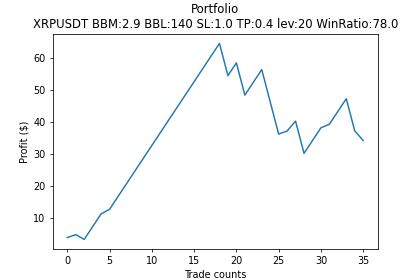 Portfolio
XRPUSDT BBM:2.9 BBL:140 SL:1.0 TP:0.4 lev:20 WinRatio:78.0
60
50
40
30
20
10
Profit ($)
0 5 10 15 20 25 30 35
Trade counts